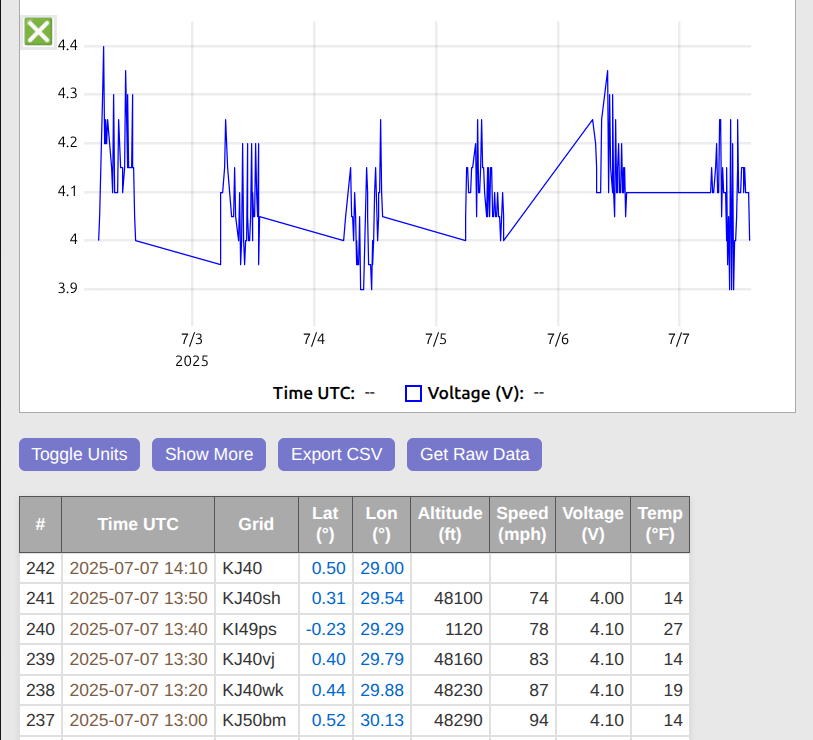 4.4
4.3
4.2
4.1
4
3.9
7/3 7/4 7/5 7/6 7/7
2025
Time UTC: -- Voltage (V): --
Toggle Units Show More Export CSV Get Raw Data
# Time UTC Grid Lat (°) Lon (°) Altitude (ft) Speed (mph) Voltage (V) Temp (°F)
242 2025-07-07 14:10 KJ40 0.50 29.00
241 2025-07-07 13:50 KJ40sh 0.31 29.54 48100 74 4.00 14
240 2025-07-07 13:40 KI49ps -0.23 29.29 1120 78 4.10 27
239 2025-07-07 13:30 KJ40vj 0.40 29.79 48160 83 4.10 14
238 2025-07-07 13:20 KJ40wk 0.44 29.88 48230 87 4.10 19
237 2025-07-07 13:00 KJ50bm 0.52 30.13 48290 94 4.10 14